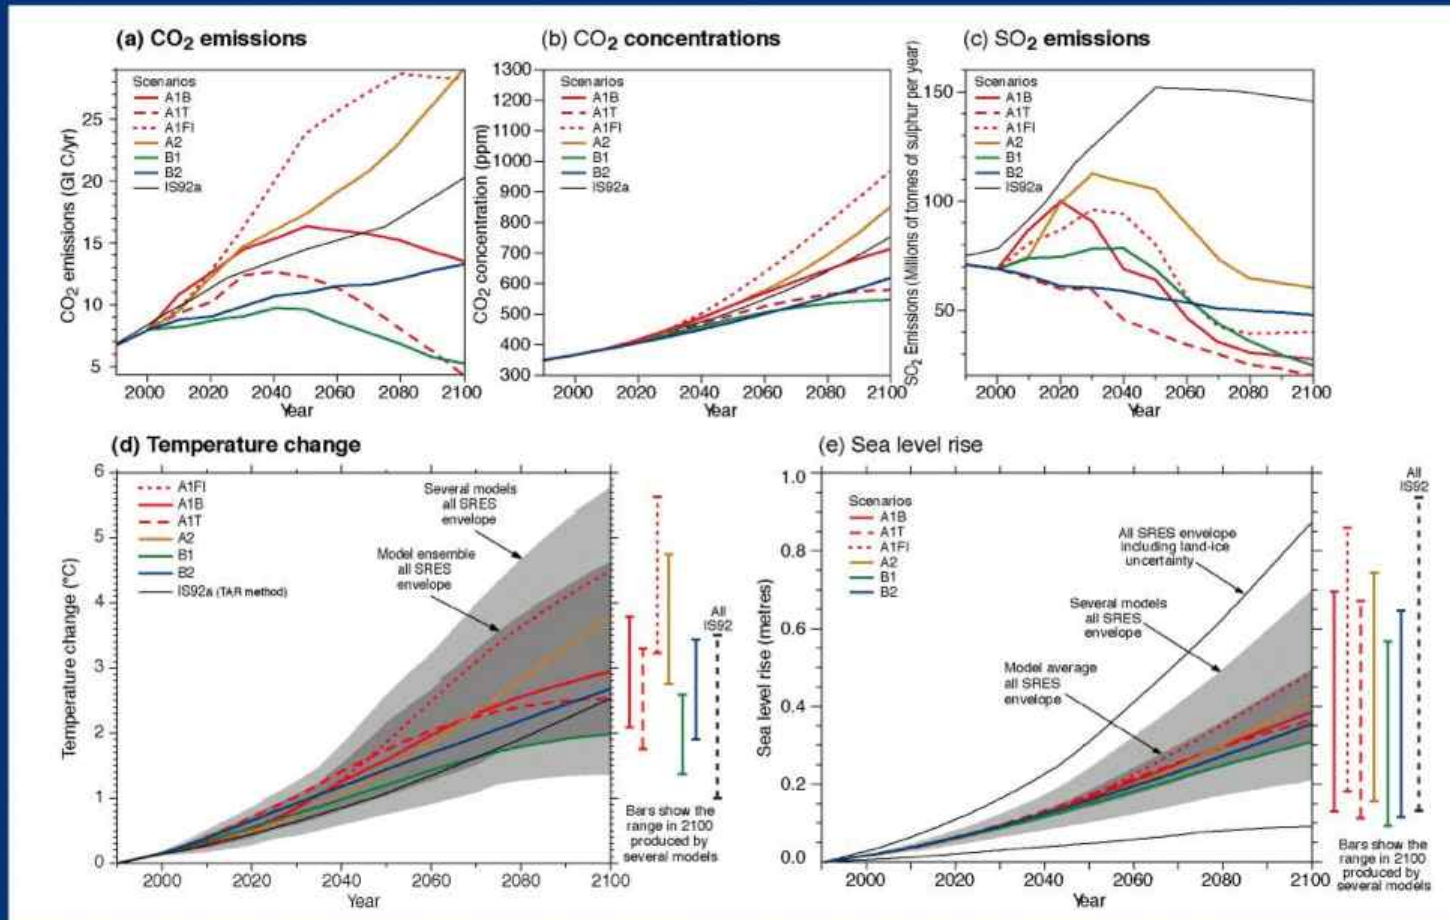 (a) CO2 emissions
Scenarios
A1B
A1T
A1FI
A2
B1
B2
IS92a
CO2 emissions (Gt C/yr)
25
20
15
10
5
2000 2020 2040 2060 2080 2100
Year
(b) CO2 concentrations
Scenarios
A1B
A1T
A1FI
A2
B1
B2
IS92a
CO2 concentration (ppm)
1300
1200
1100
1000
900
800
700
600
500
400
300
2000 2020 2040 2060 2080 2100
Year
(c) SO2 emissions
Scenarios
A1B
A1T
A1FI
A2
B1
B2
IS92a
SO2 Emissions (Millions of tonnes of sulphur per year)
150
100
50
2000 2020 2040 2060 2080 2100
Year
(d) Temperature change
A1FI
A1B
A1T
A2
B1
B2
IS92a (TAR method)
Several models
all SRES
envelope
Model ensemble
all SRES
envelope
Temperature change (°C)
6
5
4
3
2
1
0
2000 2020 2040 2060 2080 2100
Year
All
IS92
Bars show the
range in 2100
produced by
several models
(e) Sea level rise
Scenarios
A1B
A1T
A1FI
A2
B1
B2
All SRES envelope
including land-ice
uncertainty
Several models
all SRES
envelope
Model average
all SRES
envelope
Sea level rise (metres)
1.0
0.8
0.6
0.4
0.2
0.0
2000 2020 2040 2060 2080 2100
Year
All
IS92
Bars show the
range in 2100
produced by
several models